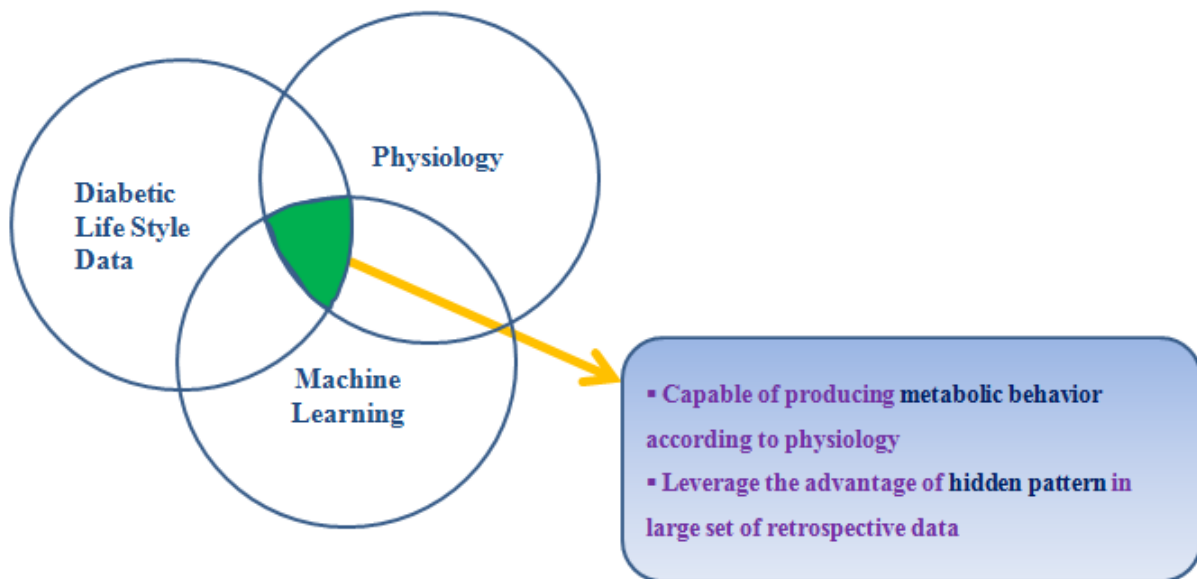 Physiology
Diabetic
Life Style
Data
Machine
Learning
▪ Capable of producing metabolic behavior
according to physiology
▪ Leverage the advantage of hidden pattern in
large set of retrospective data